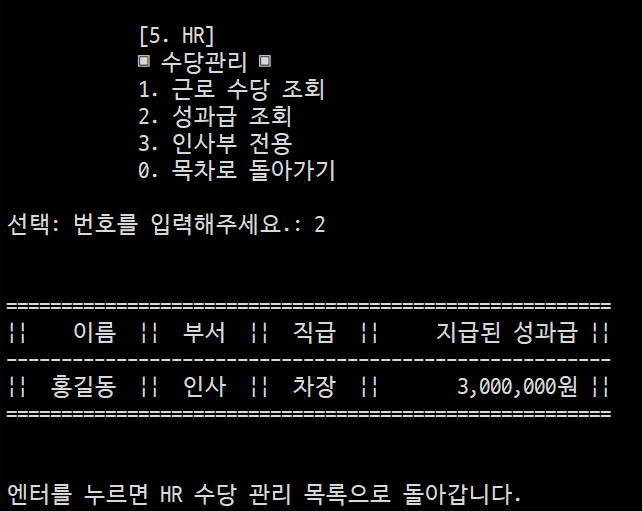 [5. HR]
▣ 수당관리 ▣
1. 근로 수당 조회
2. 성과급 조회
3. 인사부 전용
0. 목차로 돌아가기
선택: 번호를 입력해주세요.: 2
=======================================================
¦¦    이름  ¦¦  부서  ¦¦  직급  ¦¦     지급된 성과급 ¦¦
-------------------------------------------------------
¦¦  홍길동  ¦¦  인사  ¦¦  차장  ¦¦       3,000,000원 ¦¦
=======================================================
엔터를 누르면 HR 수당 관리 목록으로 돌아갑니다.